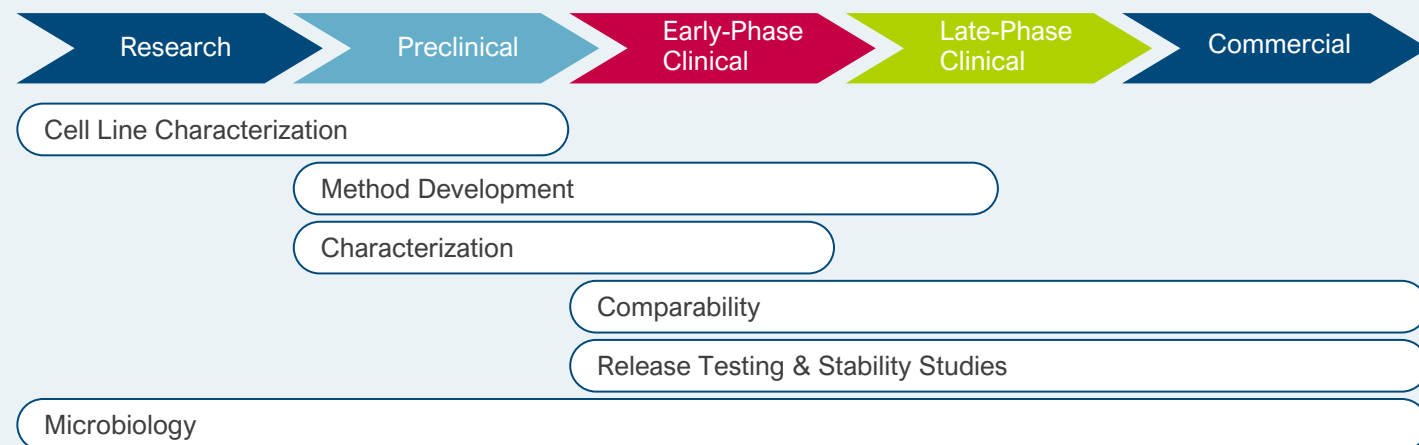 Research
Preclinical
Early-Phase
Clinical
Late-Phase
Clinical
Commercial
Cell Line Characterization
Method Development
Characterization
Comparability
Release Testing & Stability Studies
Microbiology